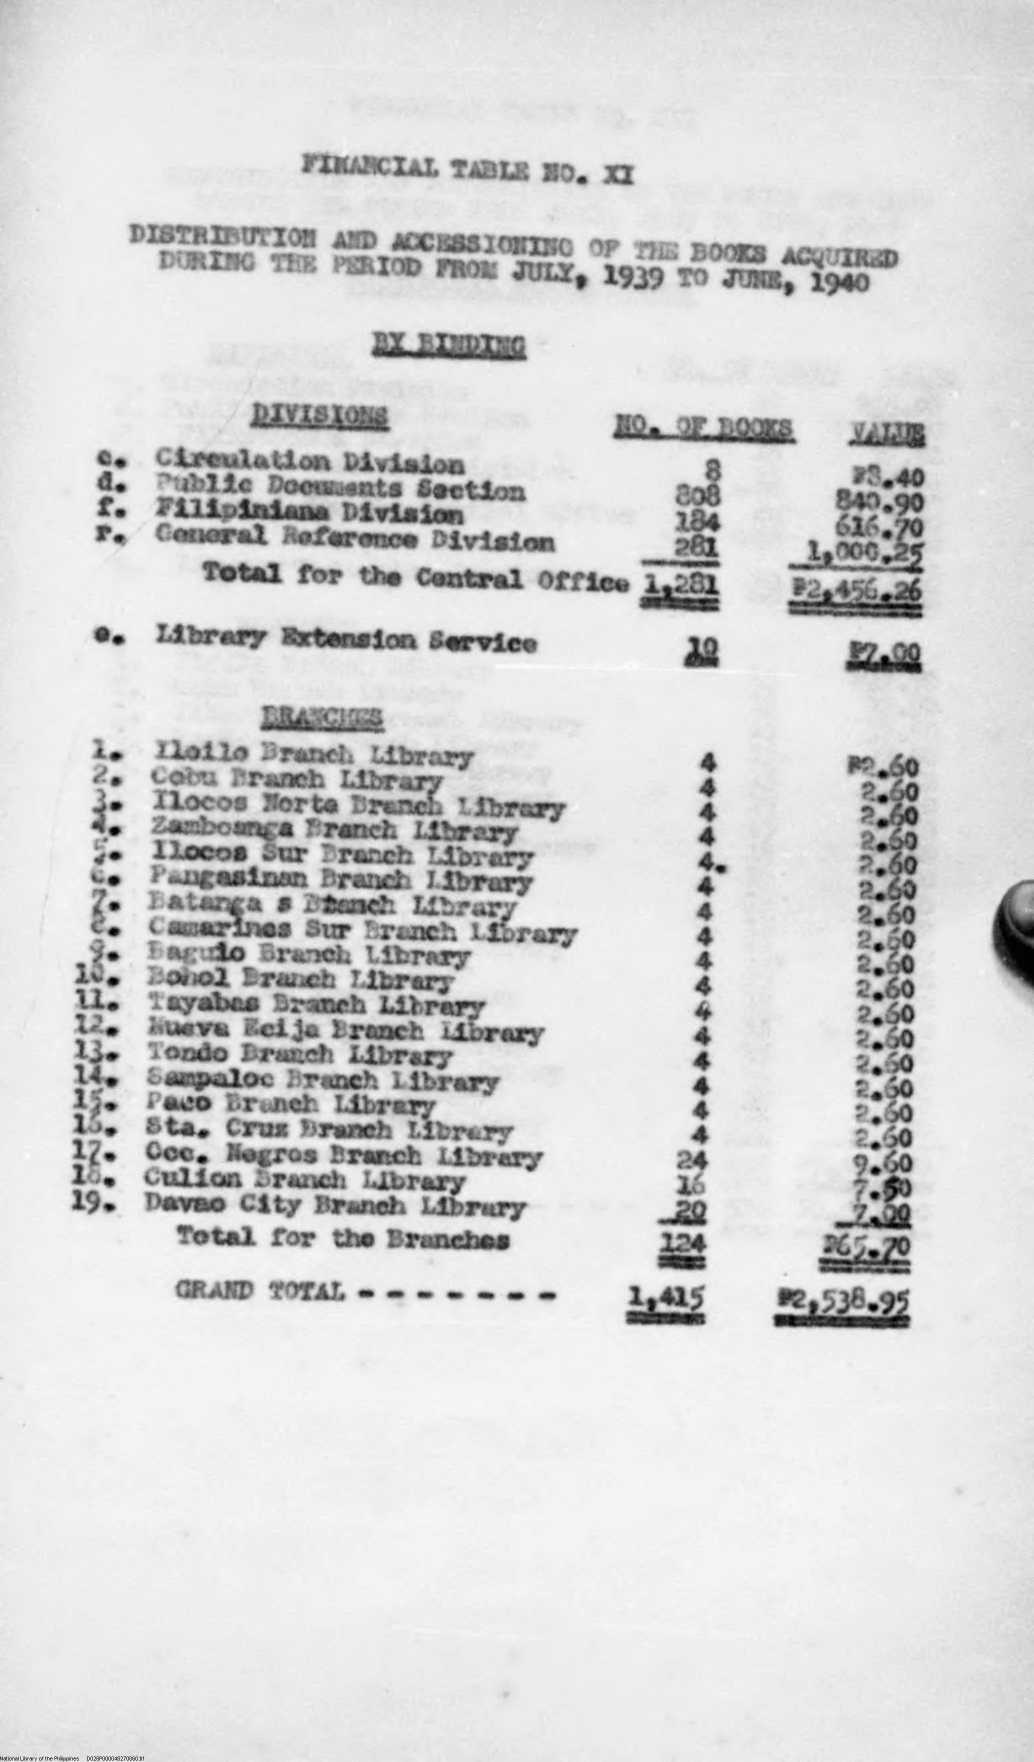 FINANCIAL TABLE NO. XI
DISTRIBUTION AND ACCESSIONING OF THE BOOKS ACQUIRED
DURING THE PERIOD FROM JULY, 1939 TO JUNE, 1940
BY BINDING
DIVISIONS NO. OF BOOKS VALUE
c. Circulation Division 8 ₱8.40
d. Public Documents Section 808 840.90
f. Filipiniana Division 184 616.70
r. General Reference Division 281 1,000.25
Total for the Central Office 1,281 ₱2,456.26
e. Library Extension Service 10 ₱7.00
BRANCHES
1. Iloilo Branch Library 4 ₱2.60
2. Cebu Branch Library 4 2.60
3. Ilocos Norte Branch Library 4 2.60
4. Zamboanga Branch Library 4 2.60
5. Ilocos Sur Branch Library 4. 2.60
6. Pangasinan Branch Library 4 2.60
7. Batanga s Branch Library 4 2.60
8. Camarines Sur Branch Library 4 2.60
9. Baguio Branch Library 4 2.60
10. Bohol Branch Library 4 2.60
11. Tayabas Branch Library 4 2.60
12. Nueva Ecija Branch Library 4 2.60
13. Tondo Branch Library 4 2.60
14. Sampaloc Branch Library 4 2.60
15. Paco Branch Library 4 2.60
16. Sta. Cruz Branch Library 4 2.60
17. Occ. Negros Branch Library 24 9.60
18. Culion Branch Library 16 7.50
19. Davao City Branch Library 20 7.00
Total for the Branches 124 ₱65.70
GRAND TOTAL - - - - - - - 1,415 ₱2,538.95
National Library of the Philippines